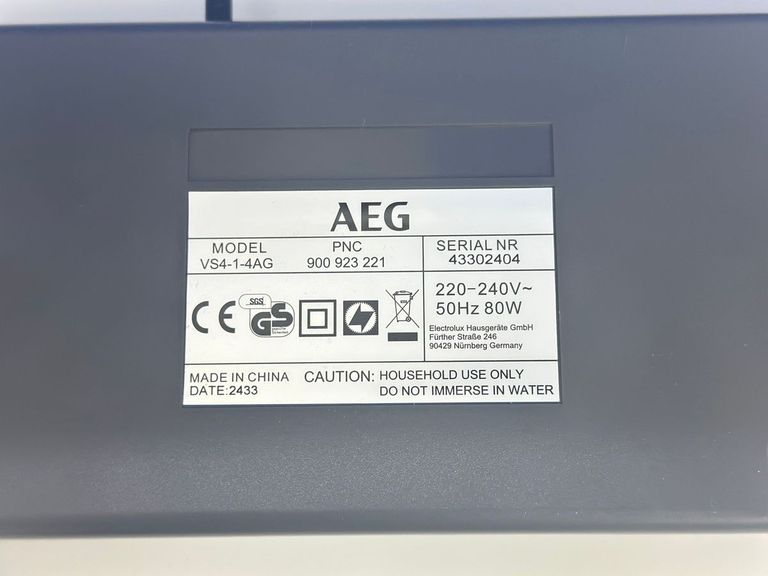 AEG
MODEL
VS4-1-4AG
PNC
900 923 221
SERIAL NR
43302404
CE
SGS
GS
220-240V~
50Hz 80W
Electrolux Hausgeräte GmbH
Fürther Straße 246
90429 Nürnberg Germany
MADE IN CHINA
DATE:2433
CAUTION: HOUSEHOLD USE ONLY
DO NOT IMMERSE IN WATER